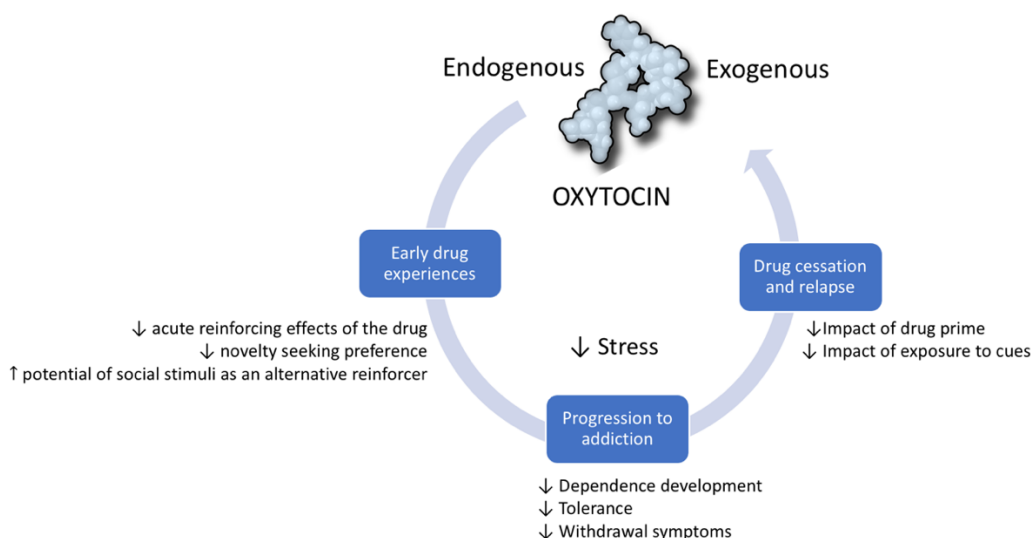 Endogenous
Exogenous
OXYTOCIN
Early drug
experiences
Drug cessation
and relapse
↓ acute reinforcing effects of the drug
↓ novelty seeking preference
↑ potential of social stimuli as an alternative reinforcer
↓ Stress
↓Impact of drug prime
↓ Impact of exposure to cues
Progression to
addiction
↓ Dependence development
↓ Tolerance
↓ Withdrawal symptoms